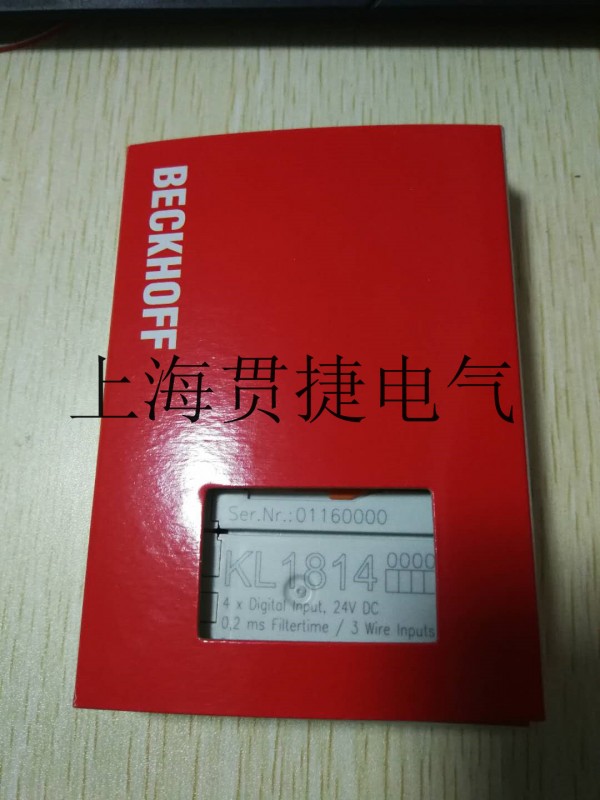 BECKHOFF
上海贯捷电气
Ser.Nr.:01160000
KL1814 0000
4 x Digital Input, 24V DC
0,2 ms Filtertime / 3 Wire Inputs